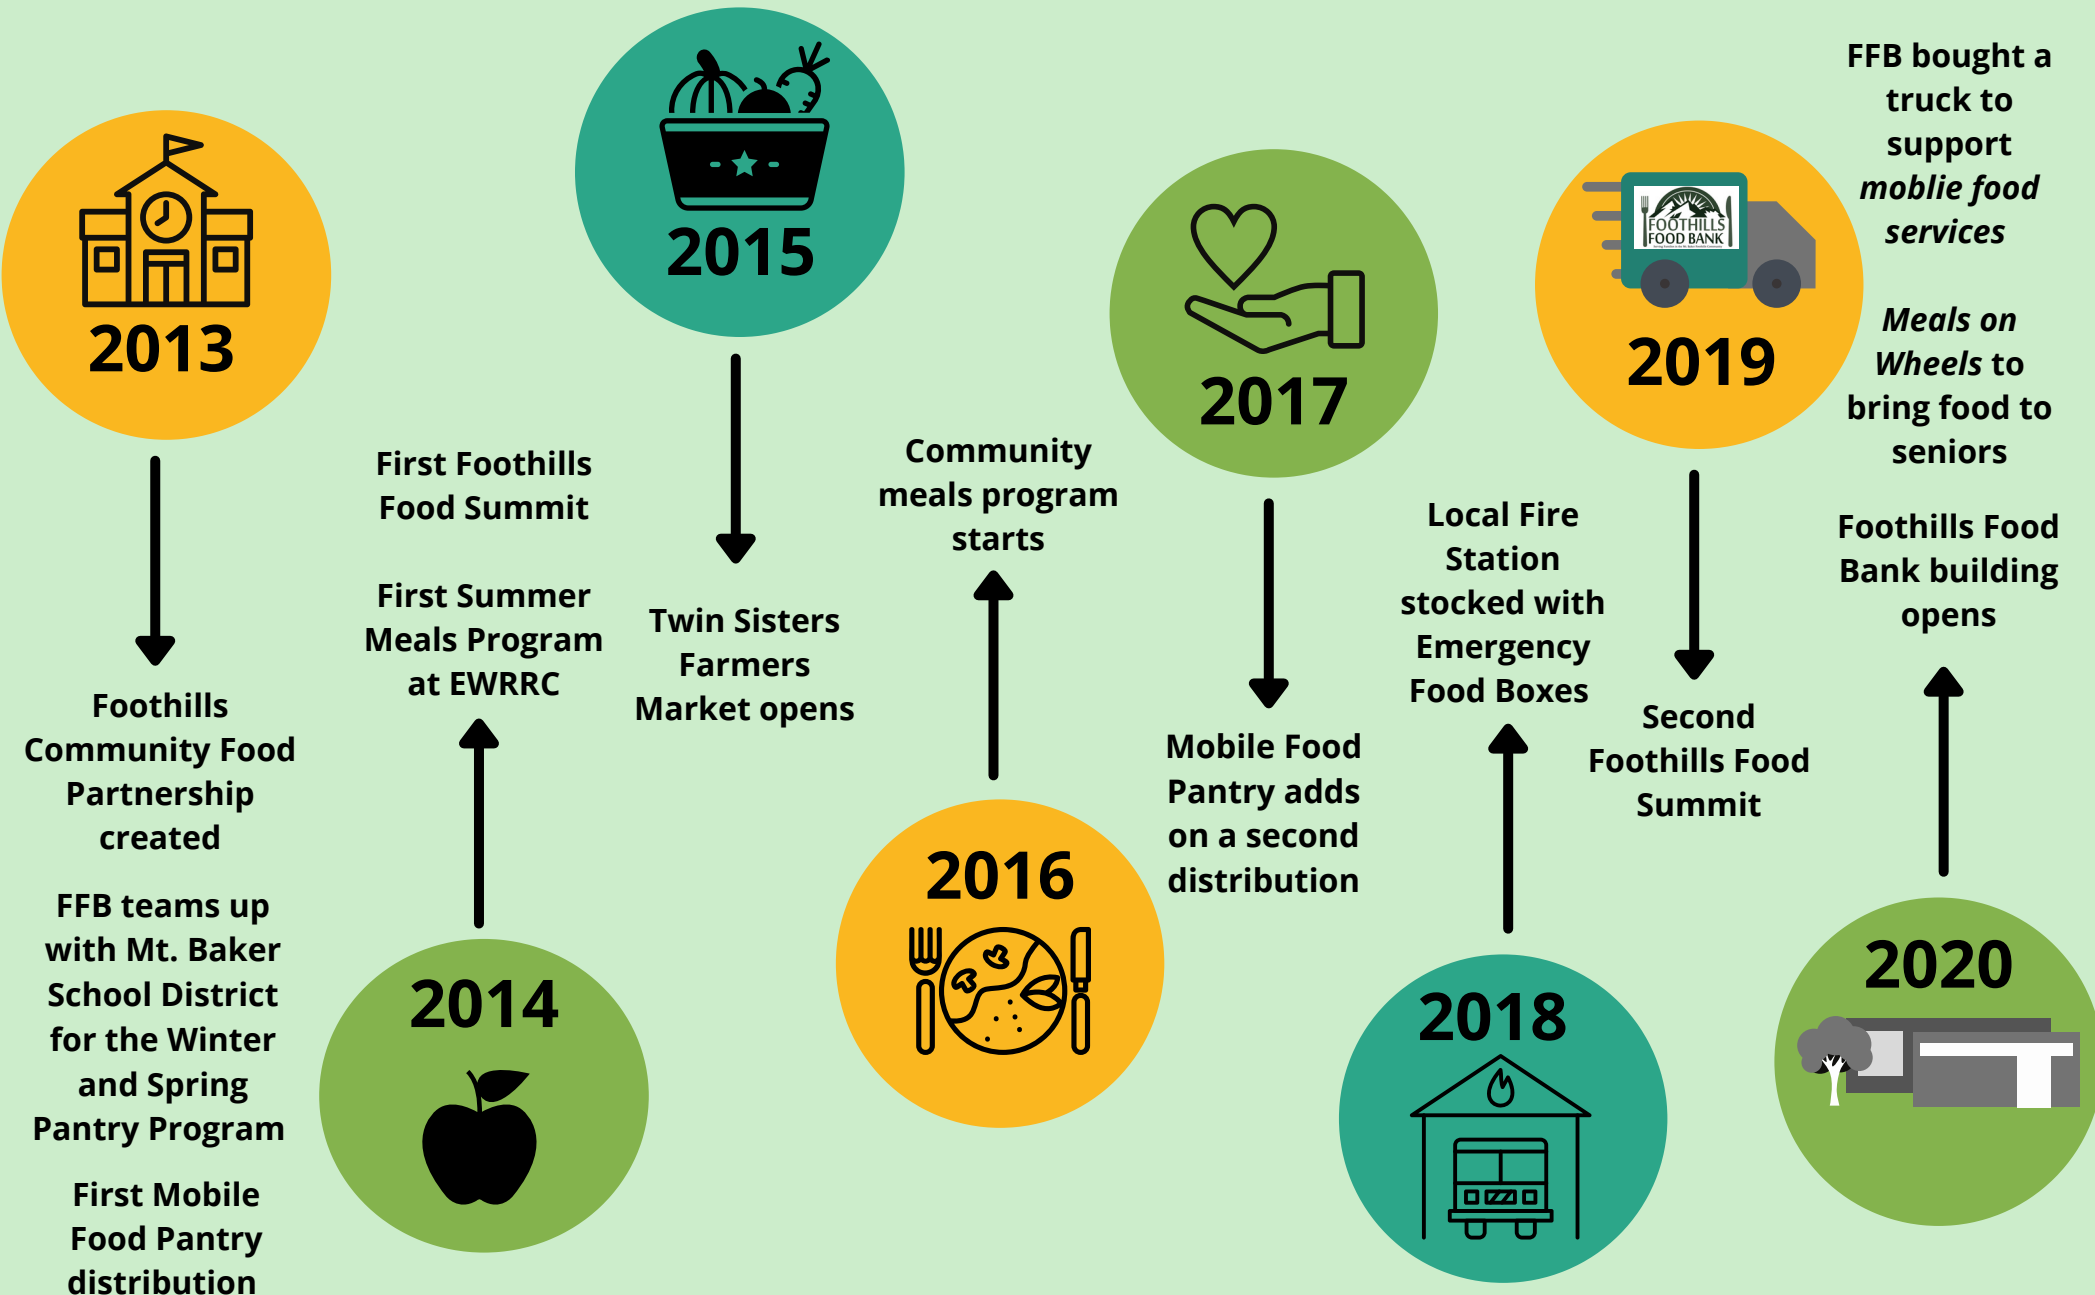 2013
Foothills
Community Food
Partnership
created
FFB teams up
with Mt. Baker
School District
for the Winter
and Spring
Pantry Program
First Mobile
Food Pantry
distribution
First Foothills
Food Summit
First Summer
Meals Program
at EWRRC
2014
2015
Twin Sisters
Farmers
Market opens
Community
meals program
starts
2016
2017
Mobile Food
Pantry adds
on a second
distribution
Local Fire
Station
stocked with
Emergency
Food Boxes
2018
FOOTHILLS
FOOD BANK
2019
Second
Foothills Food
Summit
FFB bought a
truck to
support
moblie food
services
Meals on
Wheels to
bring food to
seniors
Foothills Food
Bank building
opens
2020